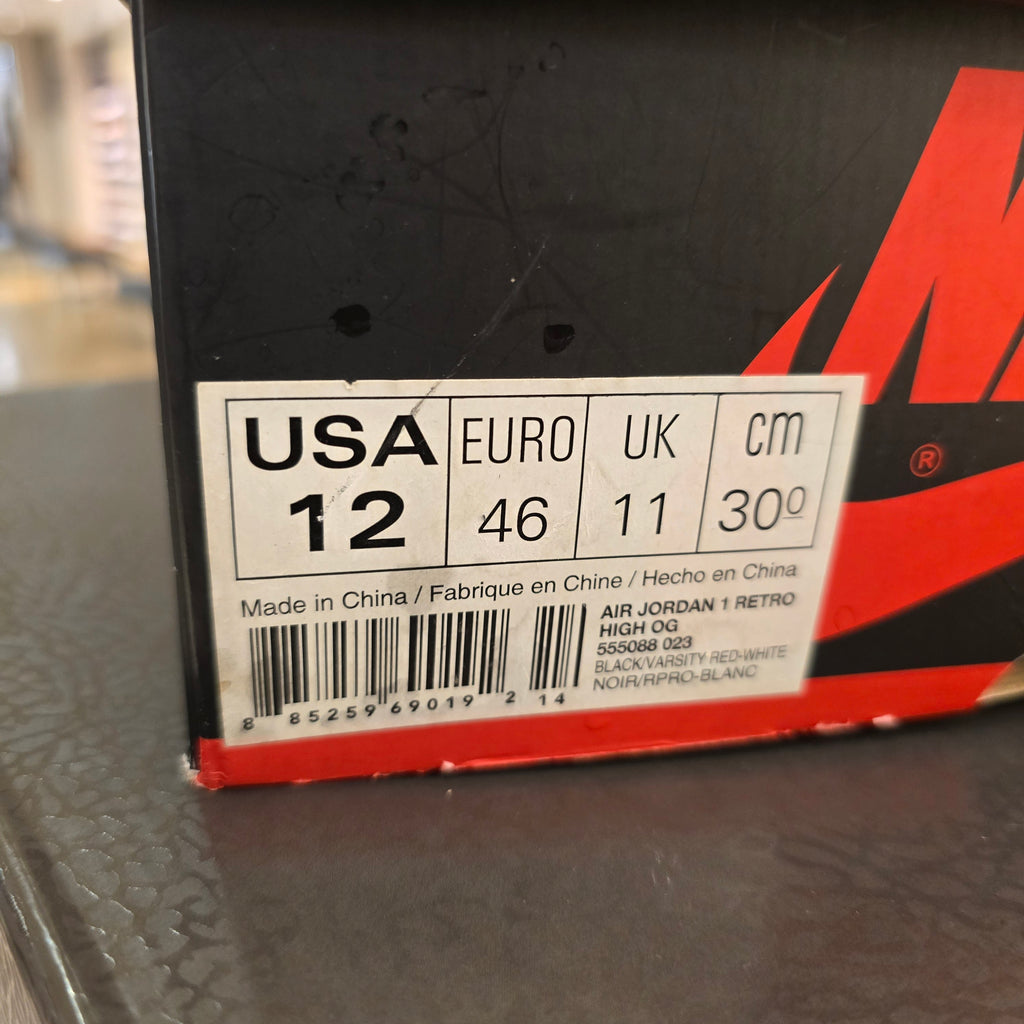 USA EURO UK cm
12 46 11 30º
Made in China / Fabrique en Chine / Hecho en China
AIR JORDAN 1 RETRO
HIGH OG
555088 023
BLACK/VARSITY RED-WHITE
NOIR/RPRO-BLANC
8 85259 69019 2 14
®